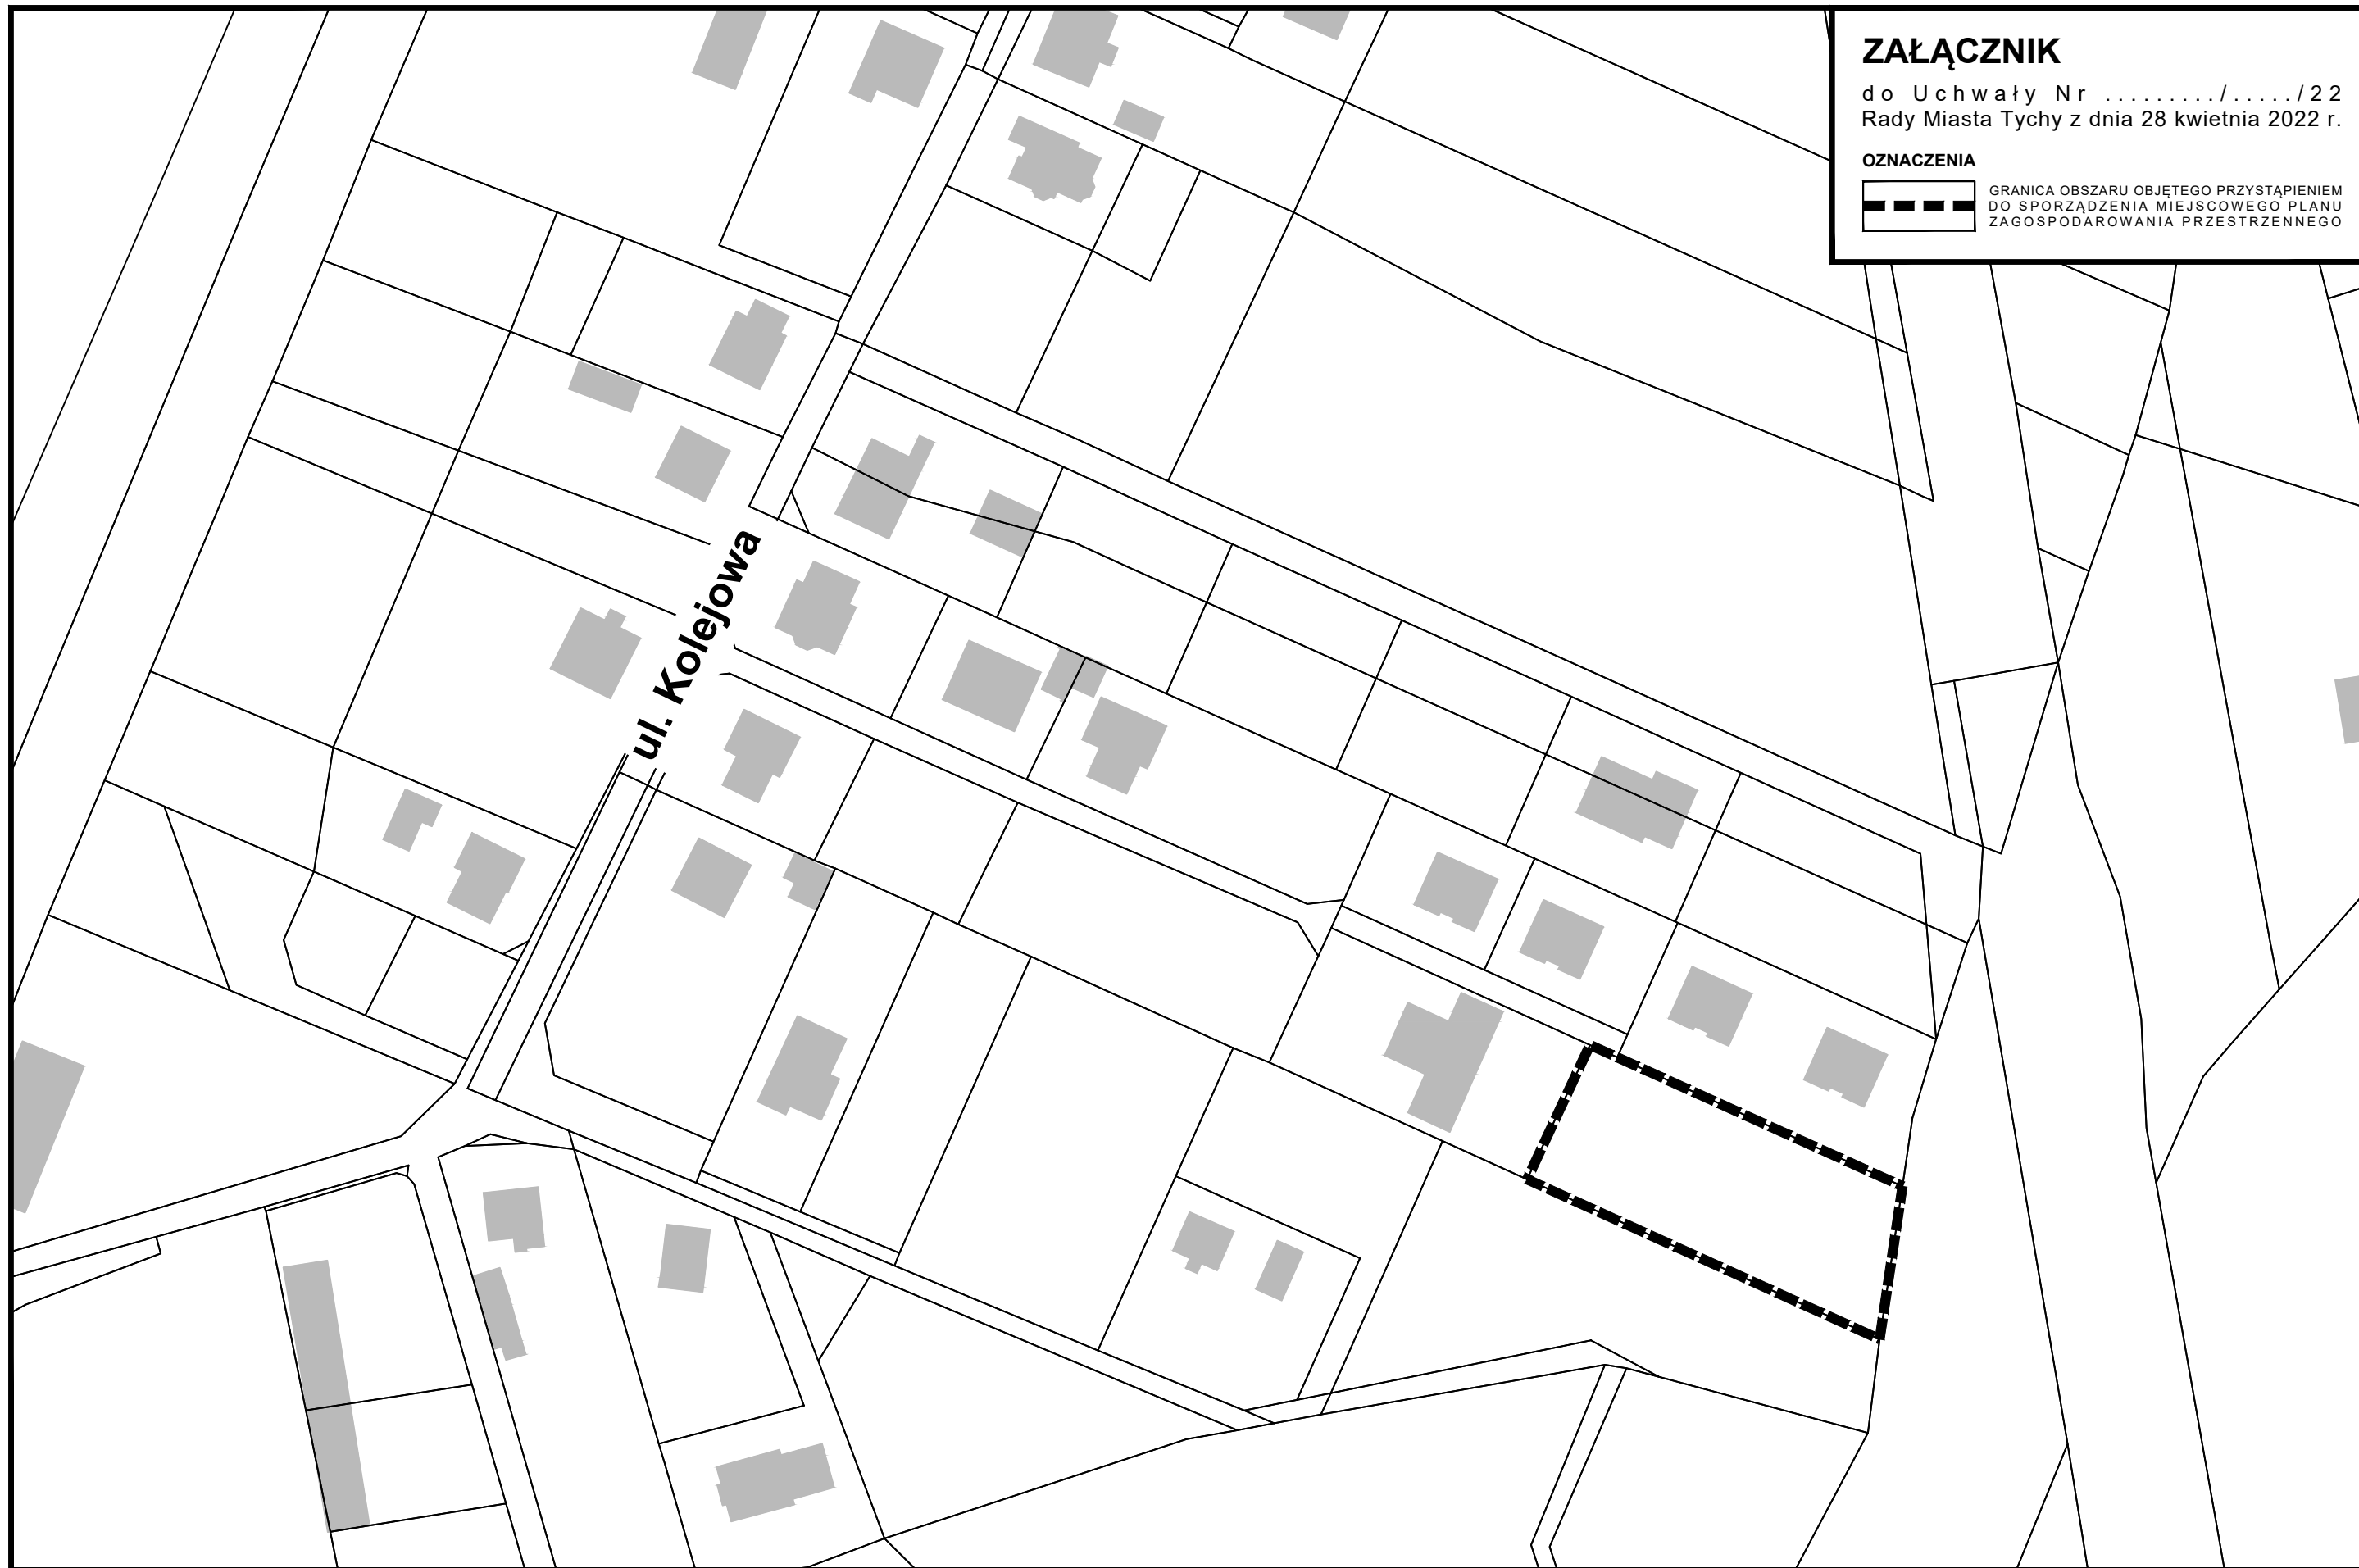 ZAŁĄCZNIK
do Uchwały Nr ........./...../22
Rady Miasta Tychy z dnia 28 kwietnia 2022 r.
OZNACZENIA
GRANICA OBSZARU OBJĘTEGO PRZYSTĄPIENIEM
DO SPORZĄDZENIA MIEJSCOWEGO PLANU
ZAGOSPODAROWANIA PRZESTRZENNEGO
ul. Kolejowa